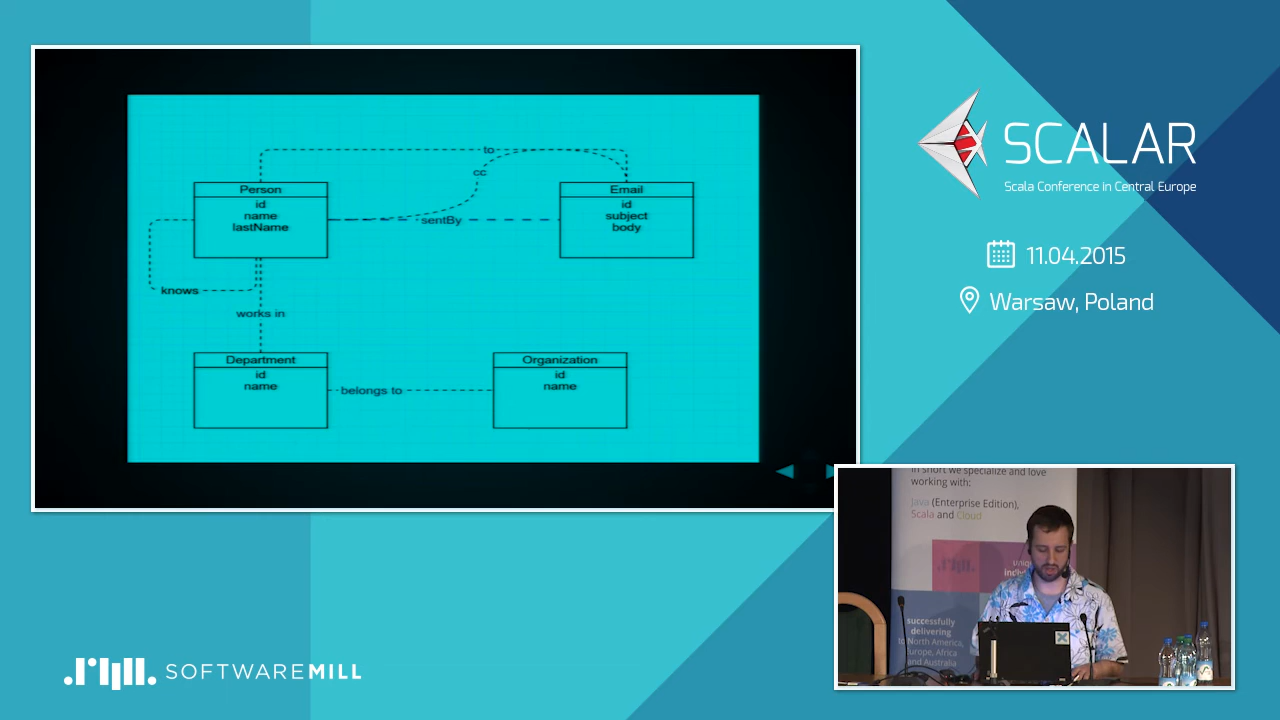 to
cc
Person
id
name
lastName
Email
id
subject
body
sentBy
knows
works in
Department
id
name
Organization
id
name
belongs to
SCALAR
Scala Conference in Central Europe
11.04.2015
Warsaw, Poland
In short we specialize and love
working with:
Java (Enterprise Edition),
Scala and Cloud
successfully
delivering
to North America,
Europe, Africa
and Australia
SOFTWAREMILL